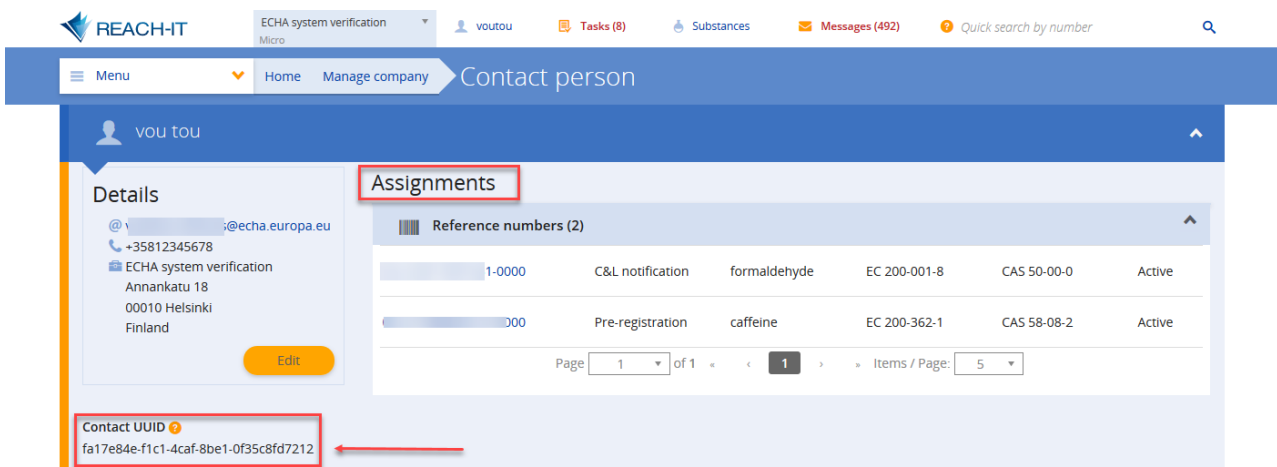 REACH-IT
ECHA system verification
Micro
voutou
Tasks (8)
Substances
Messages (492)
Quick search by number
Menu
Home
Manage company
Contact person
vou tou
Details
@echa.europa.eu
+35812345678
ECHA system verification
Annankatu 18
00010 Helsinki
Finland
Edit
Assignments
Reference numbers (2)
1-0000 C&L notification formaldehyde EC 200-001-8 CAS 50-00-0 Active
000 Pre-registration caffeine EC 200-362-1 CAS 58-08-2 Active
Page 1 of 1 « ‹ 1 › » Items / Page: 5
Contact UUID
fa17e84e-f1c1-4caf-8be1-0f35c8fd7212